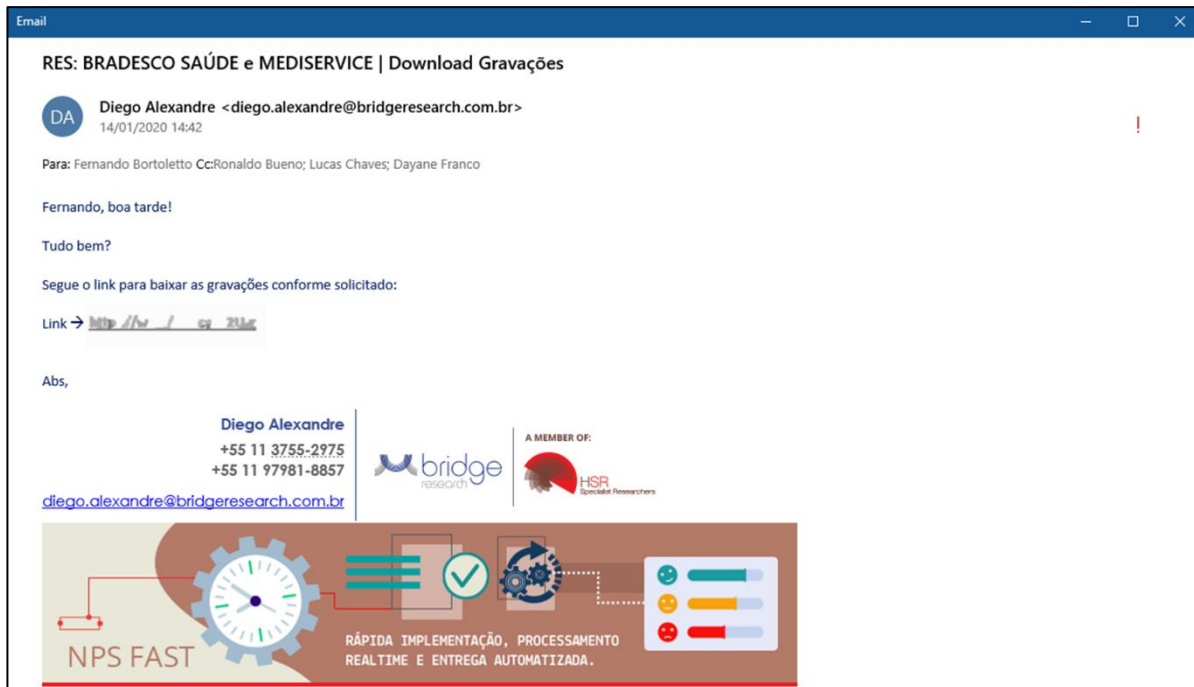 Email
RES: BRADESCO SAÚDE e MEDISERVICE | Download Gravações
DA
Diego Alexandre <diego.alexandre@bridgeresearch.com.br>
14/01/2020 14:42
!
Para: Fernando Bortoletto Cc:Ronaldo Bueno; Lucas Chaves; Dayane Franco
Fernando, boa tarde!
Tudo bem?
Segue o link para baixar as gravações conforme solicitado:
Link →
Abs,
Diego Alexandre
+55 11 3755-2975
+55 11 97981-8857
diego.alexandre@bridgeresearch.com.br
bridge
research
A MEMBER OF:
HSR
Specialist Researchers
NPS FAST
RÁPIDA IMPLEMENTAÇÃO, PROCESSAMENTO
REALTIME E ENTREGA AUTOMATIZADA.